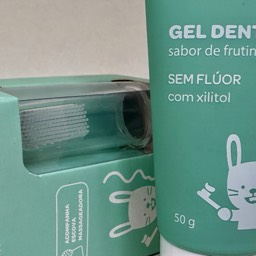 GEL DENT
sabor de frutin
SEM FLÚOR
com xilitol
50 g
ACOMPANHA
ESCOVA
MASSAGEADORA